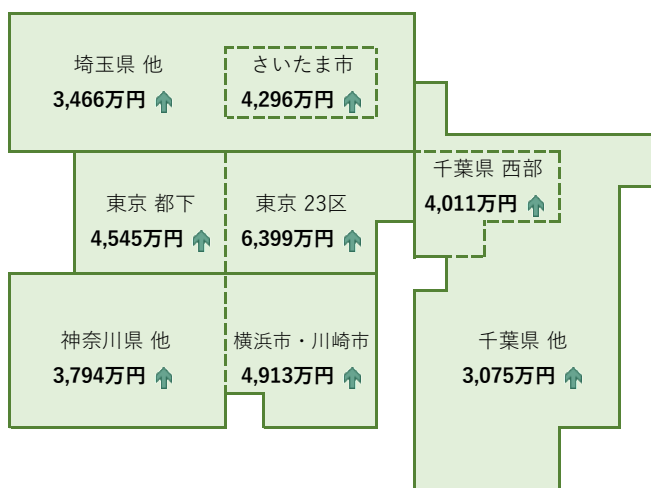 埼玉県 他
3,466万円
さいたま市
4,296万円
千葉県 西部
4,011万円
東京 都下
4,545万円
東京 23区
6,399万円
神奈川県 他
3,794万円
横浜市・川崎市
4,913万円
千葉県 他
3,075万円